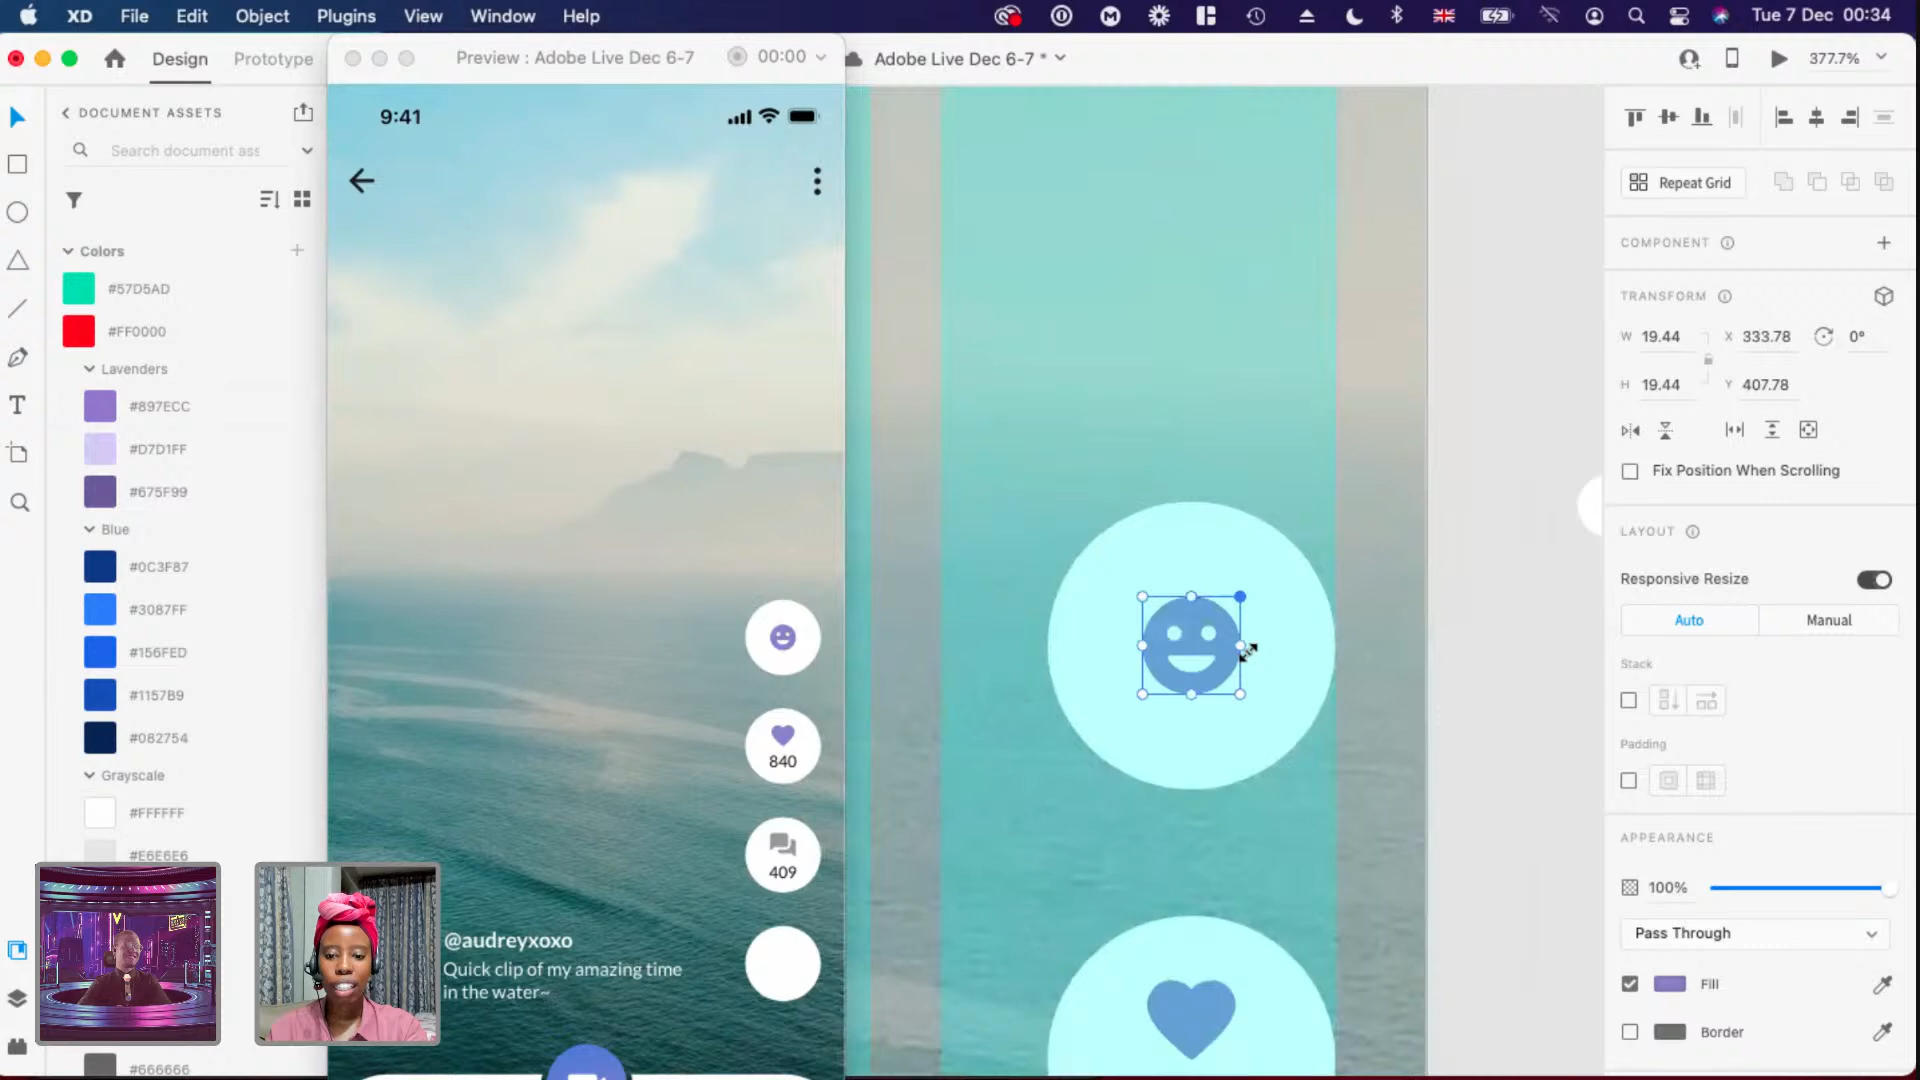 XD File Edit Object Plugins View Window Help
Tue 7 Dec 00:34
Design Prototype
Preview : Adobe Live Dec 6-7
00:00
Adobe Live Dec 6-7 *
377.7%
DOCUMENT ASSETS
Search document ass
Colors
#57D5AD
#FF0000
Lavenders
#897ECC
#D7D1FF
#675F99
Blue
#0C3F87
#3087FF
#156FED
#1157B9
#082754
Grayscale
#FFFFFF
#E6E6E6
#666666
9:41
840
409
@audreyxoxo
Quick clip of my amazing time
in the water~
Repeat Grid
COMPONENT
TRANSFORM
W 19.44 X 333.78 0°
H 19.44 Y 407.78
Fix Position When Scrolling
LAYOUT
Responsive Resize
Auto Manual
Stack
Padding
APPEARANCE
100%
Pass Through
Fill
Border